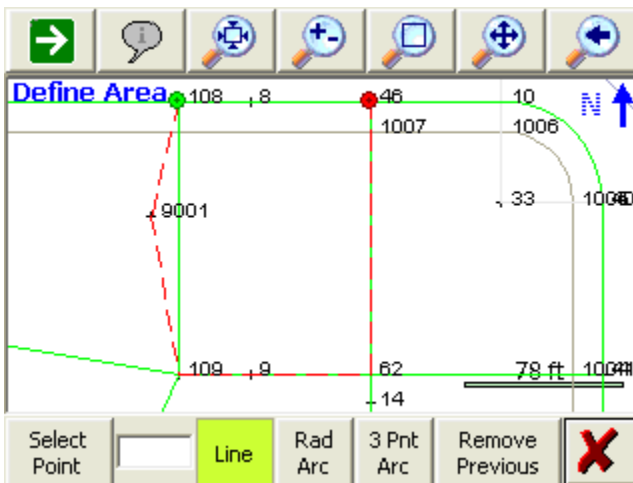 Define Area
108 8 46 10 N
1007 1006
9001
33
109 9 62 78 ft
14
Select Point
Line
Rad Arc
3 Pnt Arc
Remove Previous